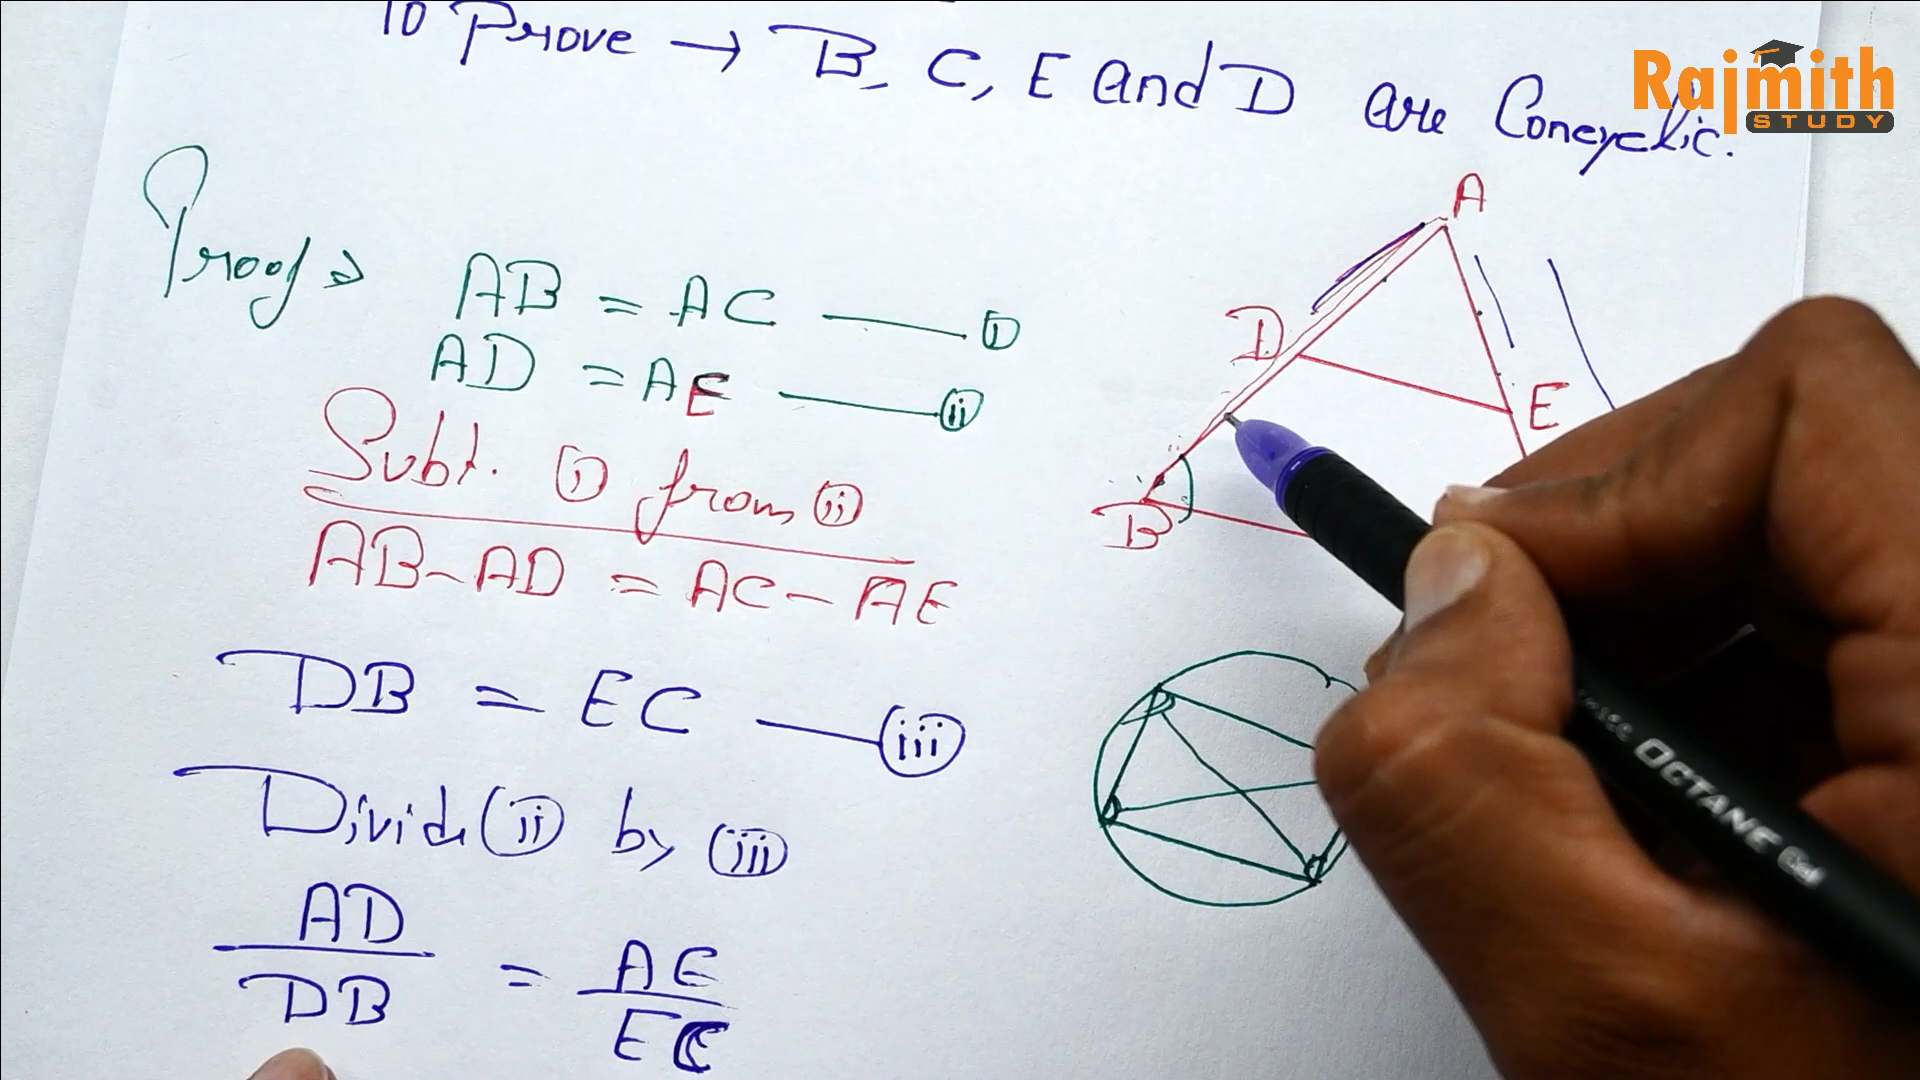 To Prove → B, C, E and D are Concyclic.
Rajmith
STUDY
Proof ⇒ AB = AC — (i)
AD = AE — (ii)
Subt. (i) from (ii)
AB - AD = AC - AE
DB = EC — (iii)
Divide (ii) by (iii)
AD/DB = AE/EC
A
D
E
B
OCTANE Gel